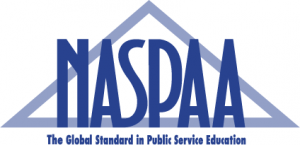 NASPAA
The Global Standard in Public Service Education